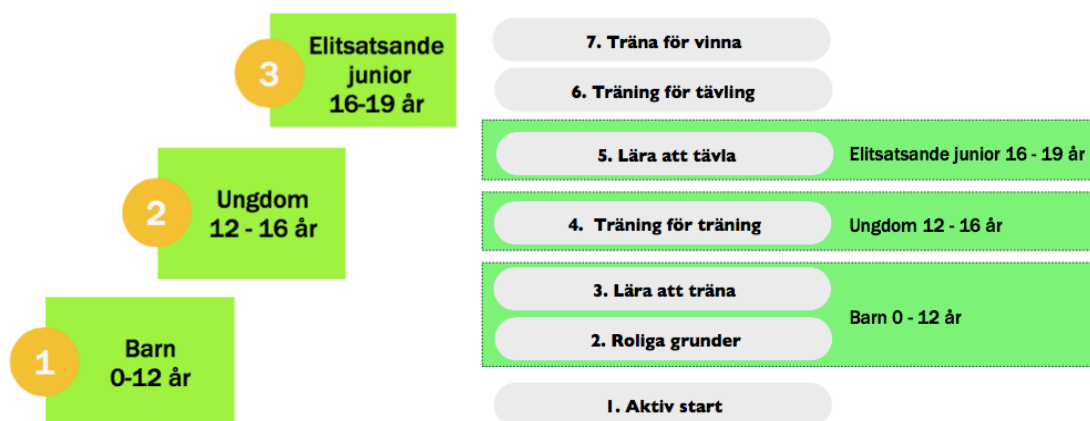 3
Elitsatsande
junior
16-19 år
2
Ungdom
12 - 16 år
1
Barn
0-12 år
7. Träna för vinna
6. Träning för tävling
5. Lära att tävla
Elitsatsande junior 16 - 19 år
4. Träning för träning
Ungdom 12 - 16 år
3. Lära att träna
Barn 0 - 12 år
2. Roliga grunder
1. Aktiv start